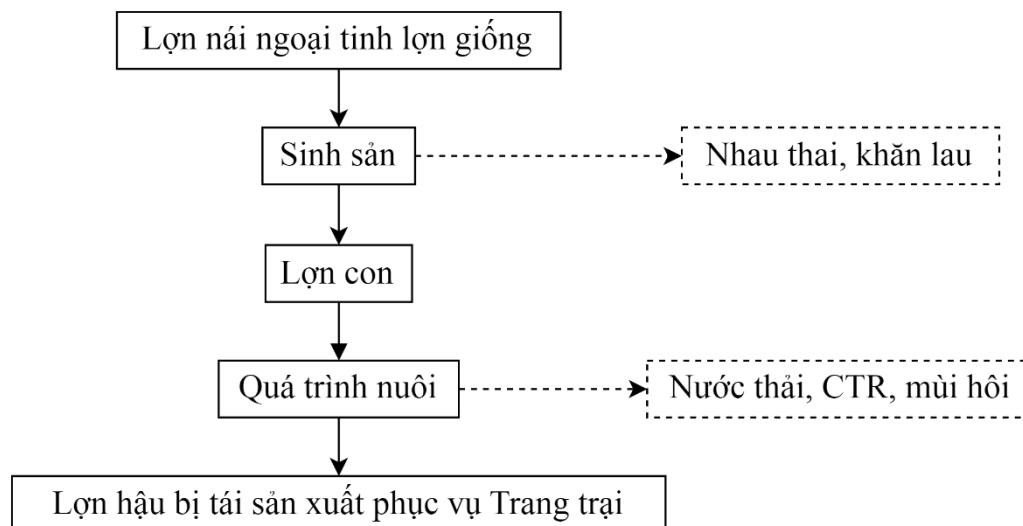 Lợn nái ngoại tinh lợn giống
Sinh sản
Nhau thai, khăn lau
Lợn con
Quá trình nuôi
Nước thải, CTR, mùi hôi
Lợn hậu bị tái sản xuất phục vụ Trang trại